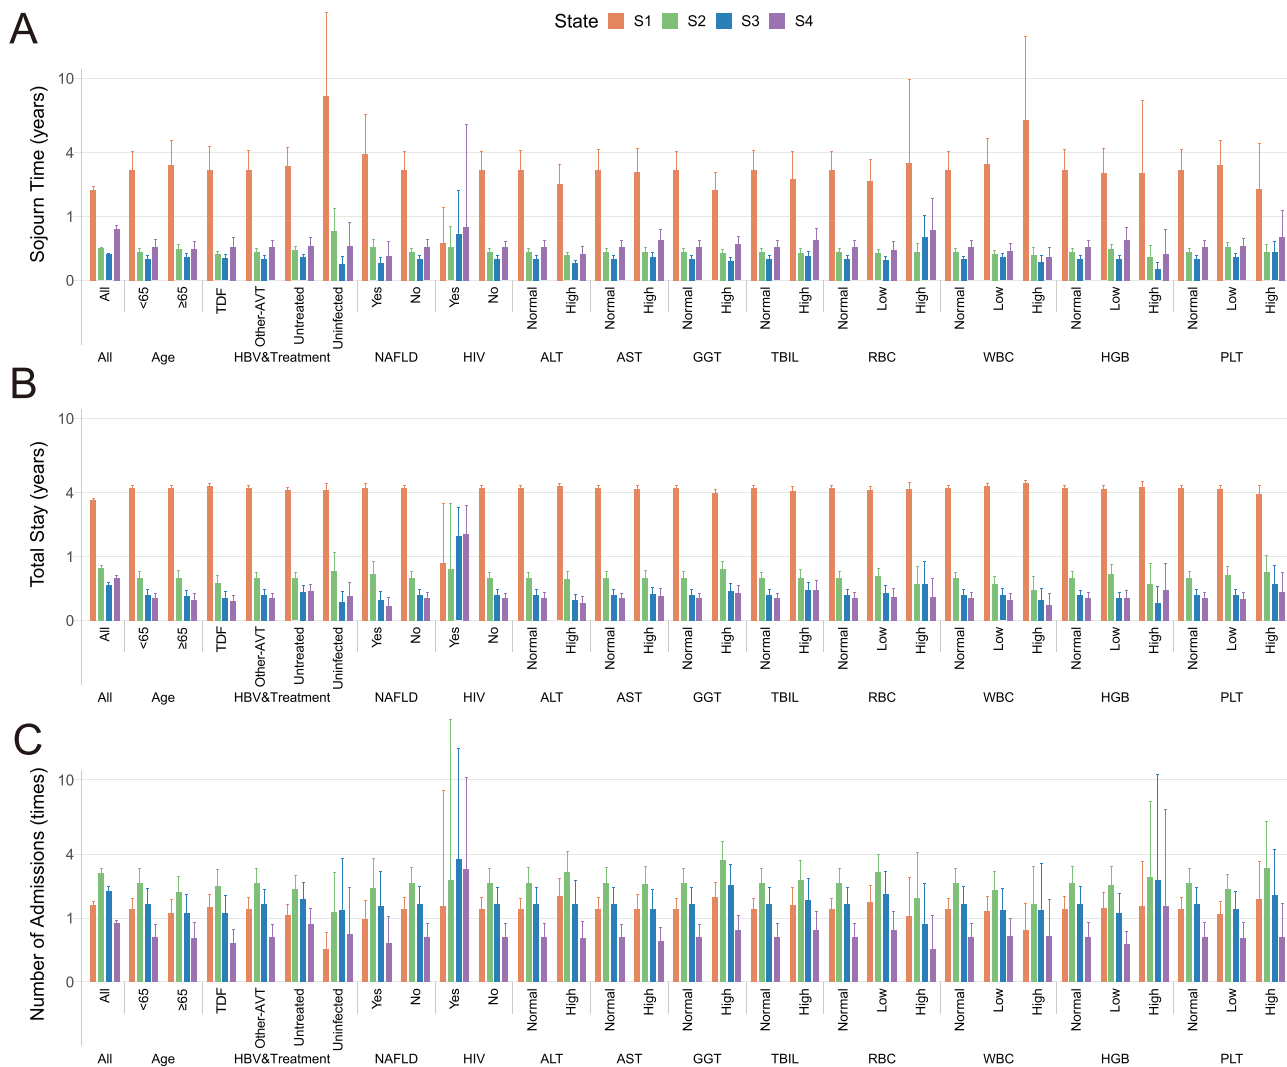 A
State S1 S2 S3 S4
Sojourn Time (years)
10
4
1
0
All <65 ≥65 TDF Other-AVT Untreated Uninfected Yes No Yes No Normal High Normal High Normal High Normal High Normal Low High Normal Low High Normal Low High Normal Low High
All Age HBV&Treatment NAFLD HIV ALT AST GGT TBIL RBC WBC HGB PLT
B
Total Stay (years)
10
4
1
0
All <65 ≥65 TDF Other-AVT Untreated Uninfected Yes No Yes No Normal High Normal High Normal High Normal High Normal Low High Normal Low High Normal Low High Normal Low High
All Age HBV&Treatment NAFLD HIV ALT AST GGT TBIL RBC WBC HGB PLT
C
Number of Admissions (times)
10
4
1
0
All <65 ≥65 TDF Other-AVT Untreated Uninfected Yes No Yes No Normal High Normal High Normal High Normal High Normal Low High Normal Low High Normal Low High Normal Low High
All Age HBV&Treatment NAFLD HIV ALT AST GGT TBIL RBC WBC HGB PLT